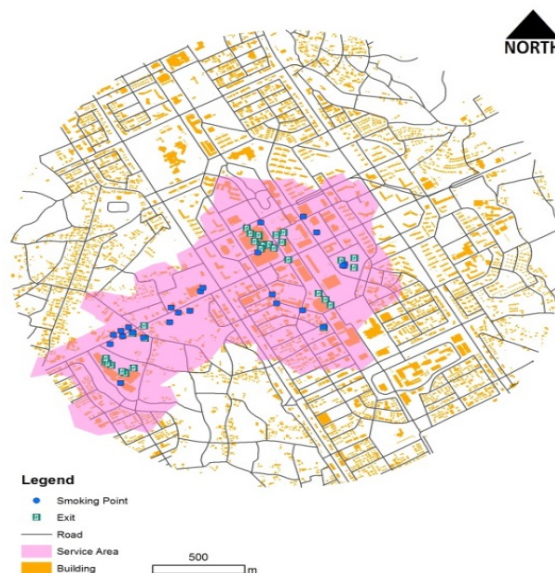 NORTH
Legend
Smoking Point
Exit
Road
Service Area
Building
500
m